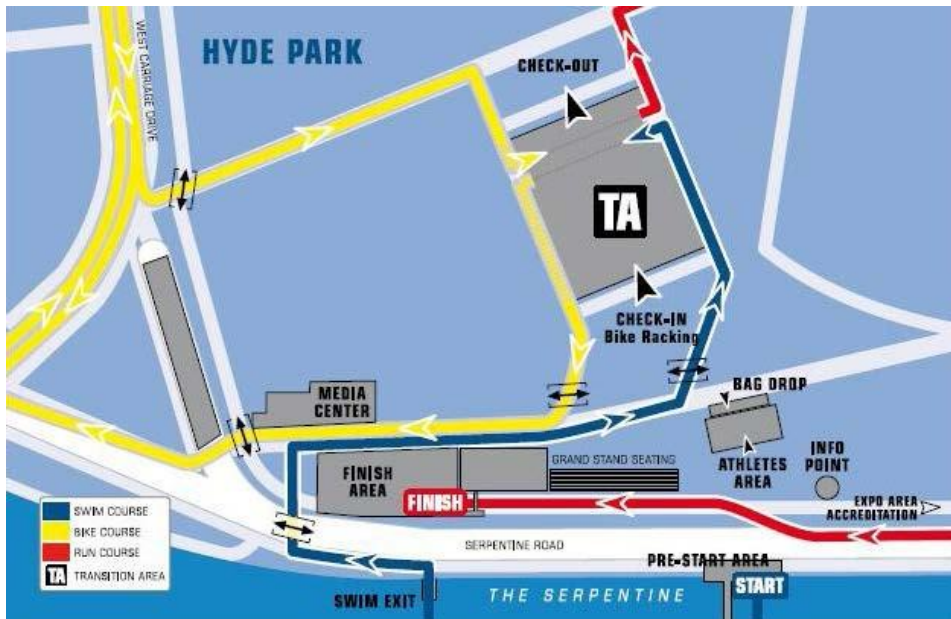 HYDE PARK
WEST CARRIAGE DRIVE
CHECK-OUT
TA
CHECK-IN
Bike Racking
MEDIA
CENTER
BAG DROP
ATHLETES
AREA
INFO
POINT
FINISH
AREA
GRAND STAND SEATING
FINISH
EXPO AREA
ACCREDITATION
SWIM COURSE
BIKE COURSE
RUN COURSE
TA TRANSITION AREA
SERPENTINE ROAD
PRE-START AREA
START
SWIM EXIT
THE SERPENTINE